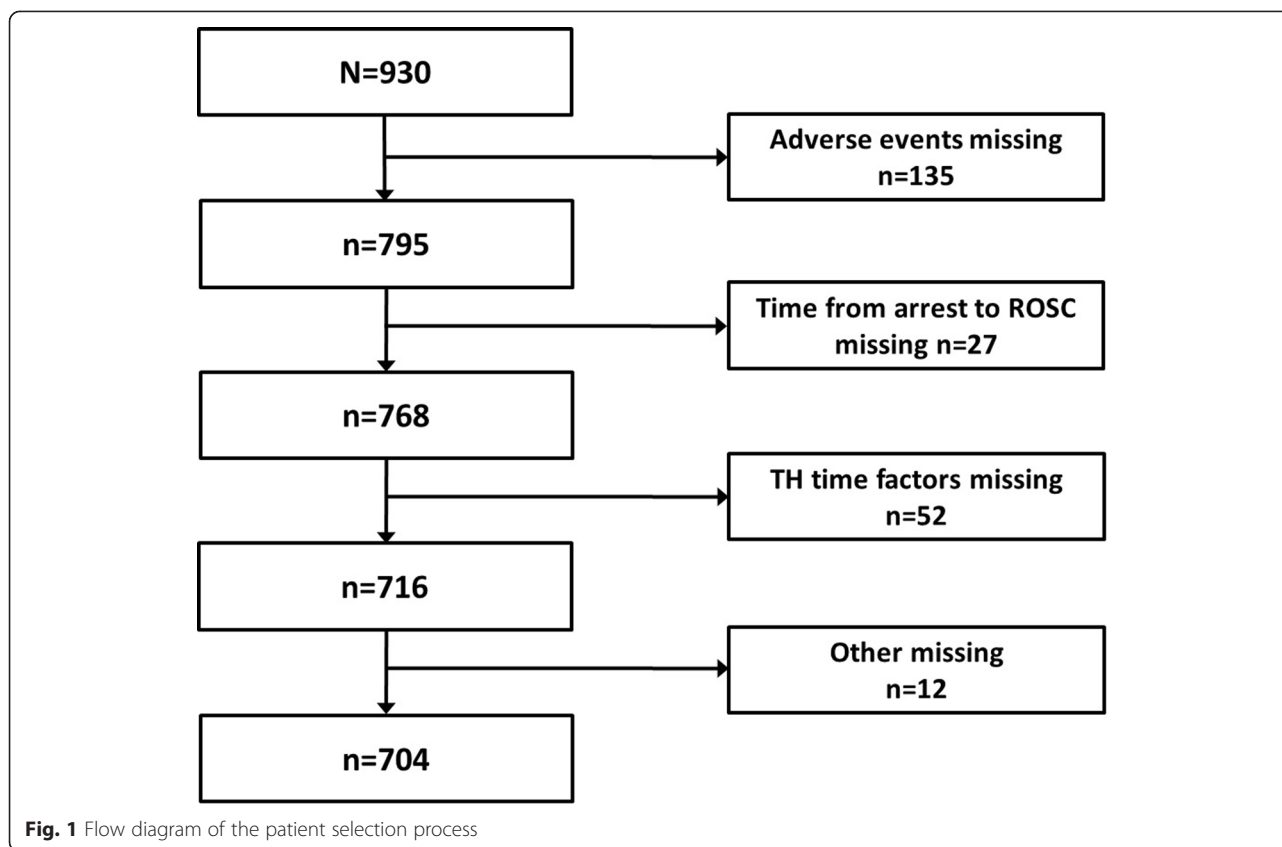 N=930
Adverse events missing
n=135
n=795
Time from arrest to ROSC
missing n=27
n=768
TH time factors missing
n=52
n=716
Other missing
n=12
n=704
Fig. 1 Flow diagram of the patient selection process